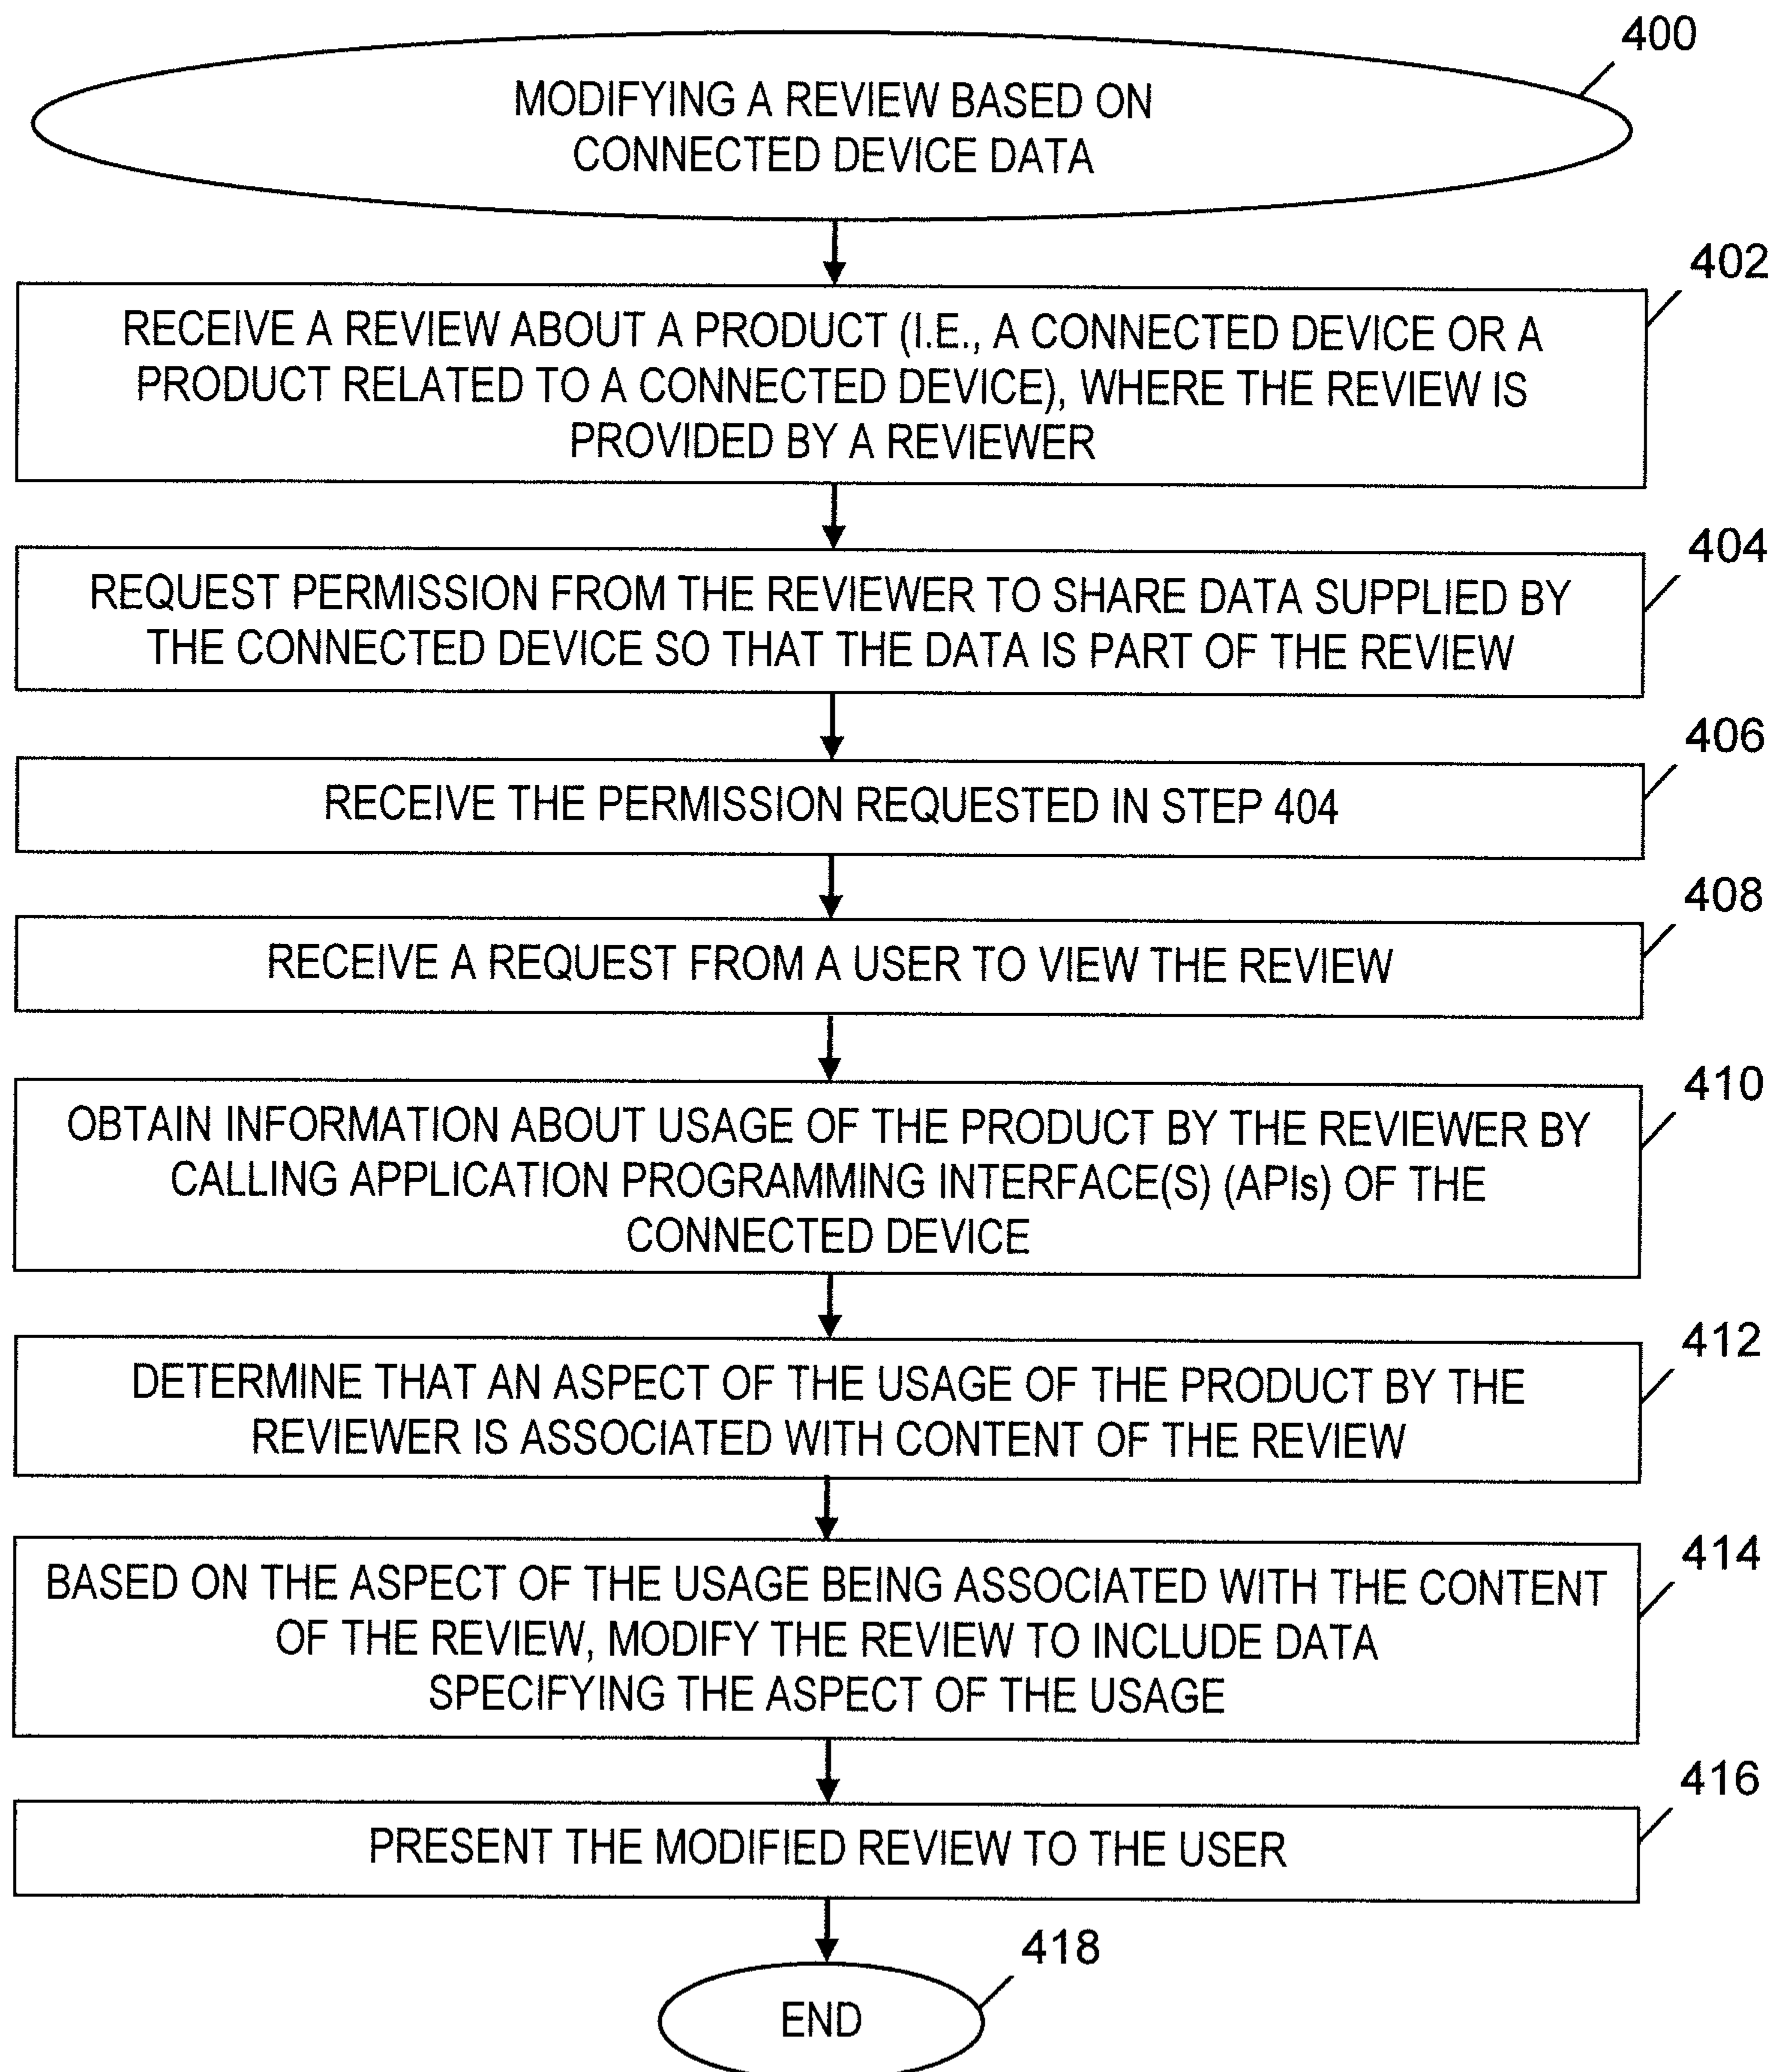 400
MODIFYING A REVIEW BASED ON
CONNECTED DEVICE DATA
402
RECEIVE A REVIEW ABOUT A PRODUCT (I.E., A CONNECTED DEVICE OR A
PRODUCT RELATED TO A CONNECTED DEVICE), WHERE THE REVIEW IS
PROVIDED BY A REVIEWER
404
REQUEST PERMISSION FROM THE REVIEWER TO SHARE DATA SUPPLIED BY
THE CONNECTED DEVICE SO THAT THE DATA IS PART OF THE REVIEW
406
RECEIVE THE PERMISSION REQUESTED IN STEP 404
408
RECEIVE A REQUEST FROM A USER TO VIEW THE REVIEW
410
OBTAIN INFORMATION ABOUT USAGE OF THE PRODUCT BY THE REVIEWER BY
CALLING APPLICATION PROGRAMMING INTERFACE(S) (APIs) OF THE
CONNECTED DEVICE
412
DETERMINE THAT AN ASPECT OF THE USAGE OF THE PRODUCT BY THE
REVIEWER IS ASSOCIATED WITH CONTENT OF THE REVIEW
414
BASED ON THE ASPECT OF THE USAGE BEING ASSOCIATED WITH THE CONTENT
OF THE REVIEW, MODIFY THE REVIEW TO INCLUDE DATA
SPECIFYING THE ASPECT OF THE USAGE
416
PRESENT THE MODIFIED REVIEW TO THE USER
418
END